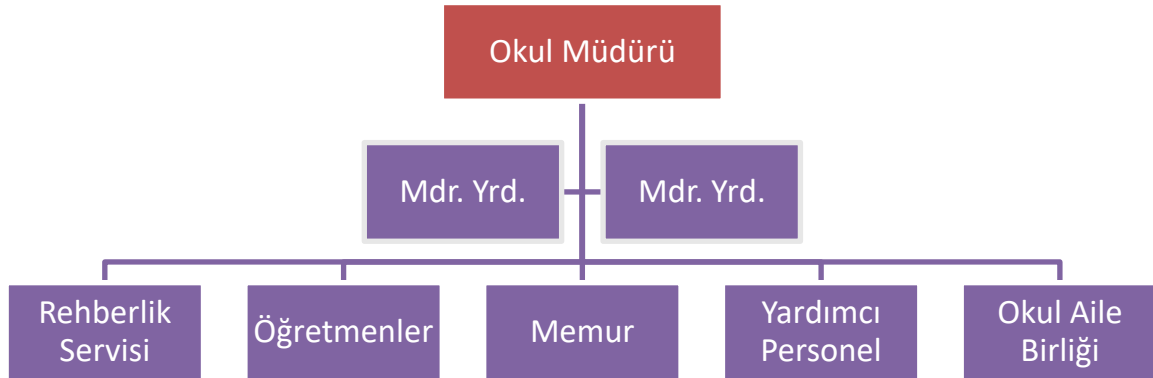 Okul Müdürü
Mdr. Yrd.
Mdr. Yrd.
Rehberlik
Servisi
Öğretmenler
Memur
Yardımcı
Personel
Okul Aile
Birliği